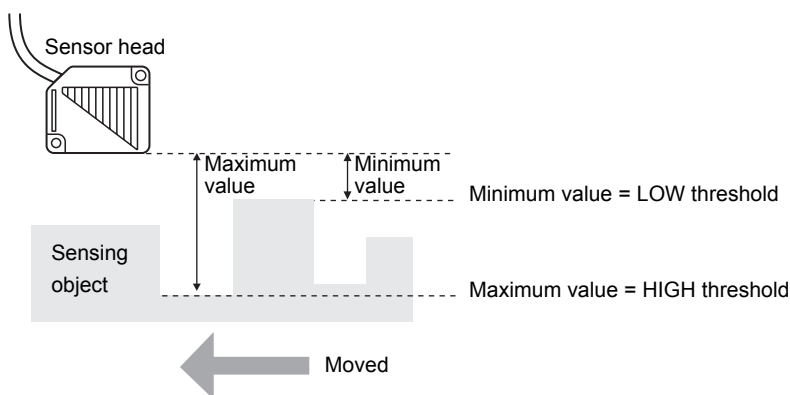 Sensor head
Maximum
value
Minimum
value
Minimum value = LOW threshold
Sensing
object
Maximum value = HIGH threshold
Moved